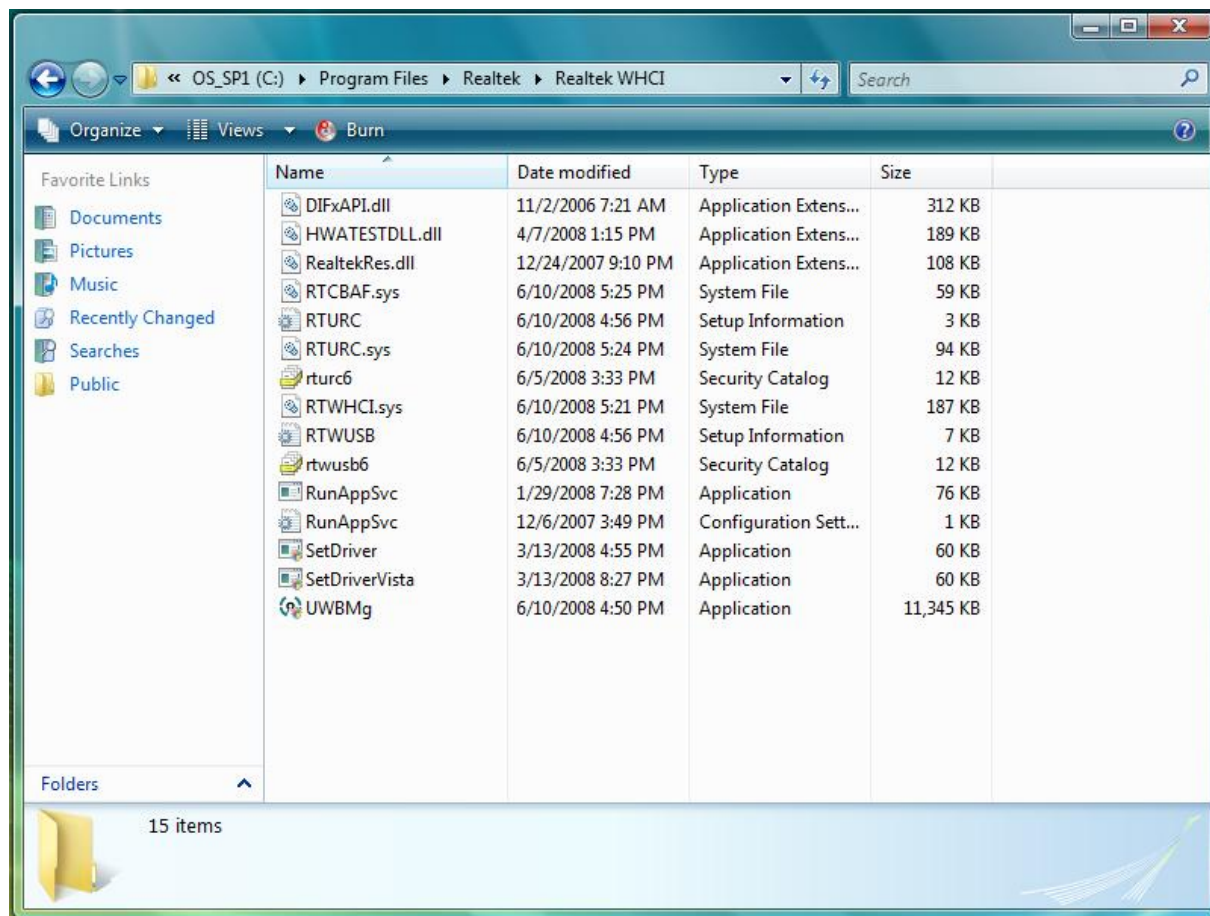 « OS_SP1 (C:) Program Files Realtek Realtek WHCI Search
Organize Views Burn
Favorite Links
Documents
Pictures
Music
Recently Changed
Searches
Public
Folders
Name Date modified Type Size
DIFxAPI.dll 11/2/2006 7:21 AM Application Extens... 312 KB
HWATESTDLL.dll 4/7/2008 1:15 PM Application Extens... 189 KB
RealtekRes.dll 12/24/2007 9:10 PM Application Extens... 108 KB
RTCBAF.sys 6/10/2008 5:25 PM System File 59 KB
RTURC 6/10/2008 4:56 PM Setup Information 3 KB
RTURC.sys 6/10/2008 5:24 PM System File 94 KB
rturc6 6/5/2008 3:33 PM Security Catalog 12 KB
RTWHCI.sys 6/10/2008 5:21 PM System File 187 KB
RTWUSB 6/10/2008 4:56 PM Setup Information 7 KB
rtwusb6 6/5/2008 3:33 PM Security Catalog 12 KB
RunAppSvc 1/29/2008 7:28 PM Application 76 KB
RunAppSvc 12/6/2007 3:49 PM Configuration Sett... 1 KB
SetDriver 3/13/2008 4:55 PM Application 60 KB
SetDriverVista 3/13/2008 8:27 PM Application 60 KB
UWBMg 6/10/2008 4:50 PM Application 11,345 KB
15 items